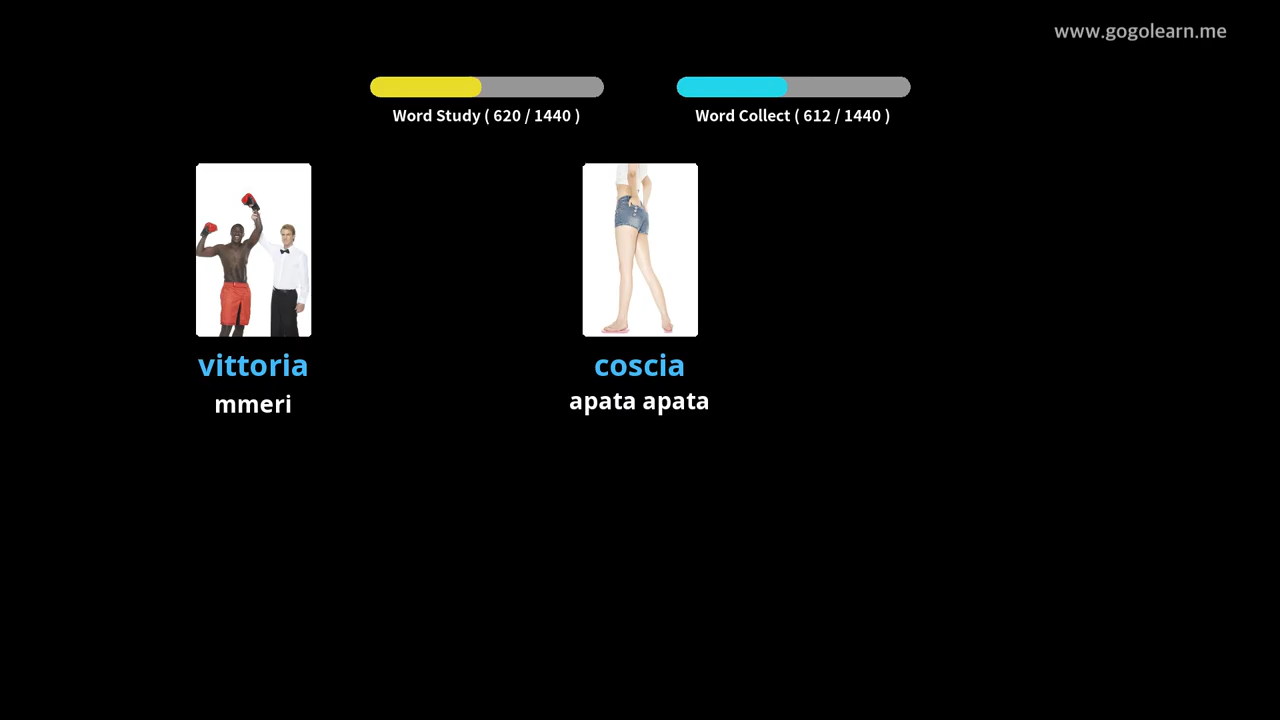 www.gogolearn.me
Word Study ( 620 / 1440 )
Word Collect ( 612 / 1440 )
vittoria
mmeri
coscia
apata apata